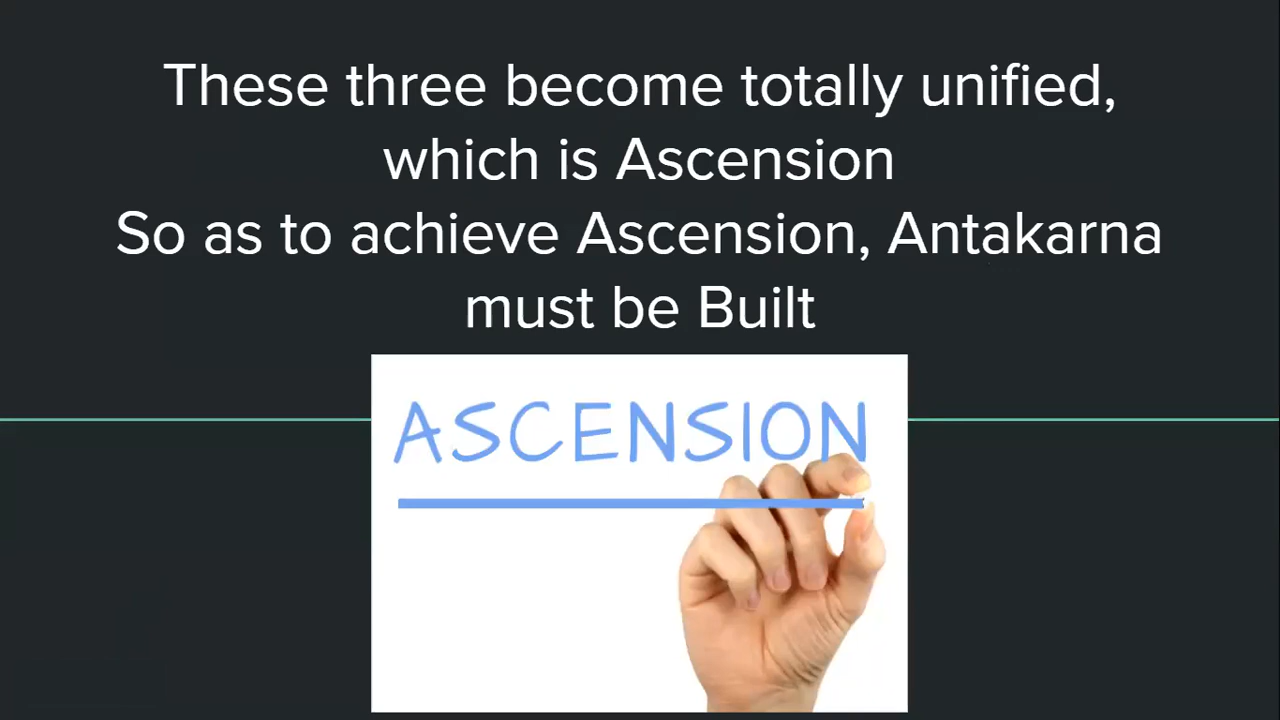 These three become totally unified,
which is Ascension
So as to achieve Ascension, Antakarna
must be Built
ASCENSION